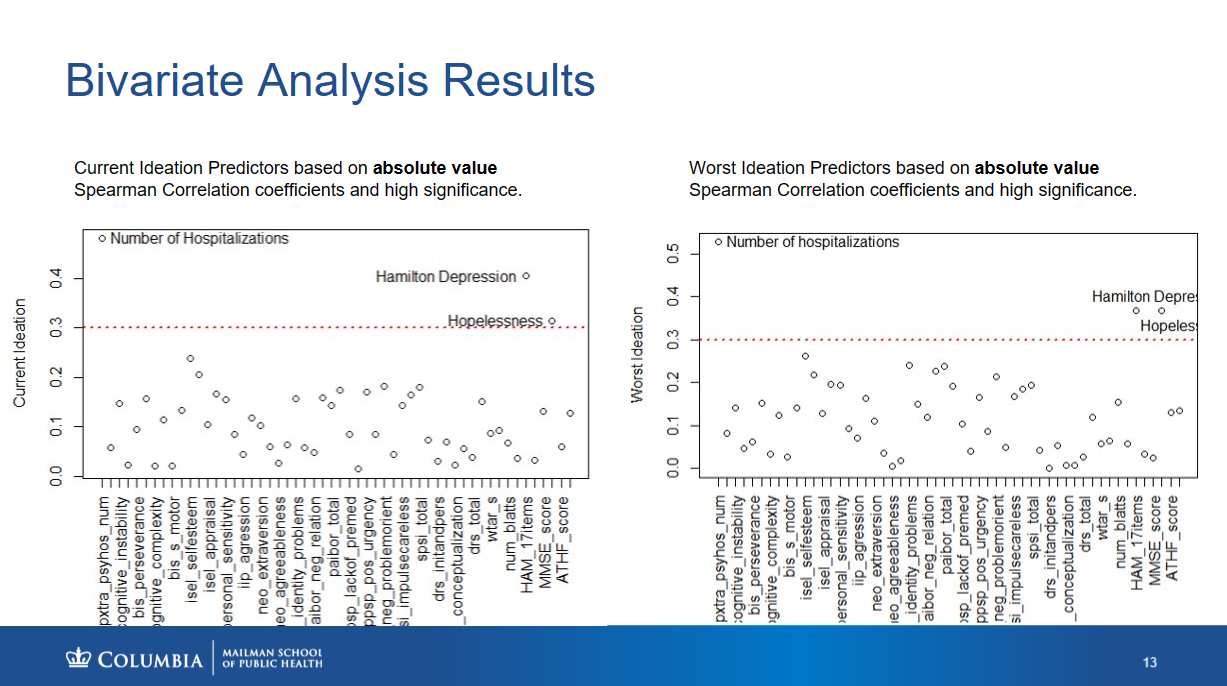 Bivariate Analysis Results
Current Ideation Predictors based on absolute value
Spearman Correlation coefficients and high significance.
Worst Ideation Predictors based on absolute value
Spearman Correlation coefficients and high significance.
Current Ideation
0.0
0.1
0.2
0.3
0.4
Number of Hospitalizations
Hamilton Depression
Hopelessness
pxtra_psyhos_num
cognitive_instability
bis_perseverance
ognitive_complexity
bis_s_motor
isel_selfesteem
isel_appraisal
personal_sensitivity
iip_agression
neo_extraversion
neo_agreeableness
_identity_problems
aibor_neg_relation
paibor_total
psp_lackof_premed
ppsp_pos_urgency
neg_problemorient
si_impulsecareless
spsi_total
drs_initandpers
_conceptualization
drs_total
wtar_s
num_blatts
HAM_17items
MMSE_score
ATHF_score
Worst Ideation
0.0
0.1
0.2
0.3
0.4
0.5
Number of hospitalizations
Hamilton Depres
Hopeless
pxtra_psyhos_num
cognitive_instability
bis_perseverance
ognitive_complexity
bis_s_motor
isel_selfesteem
isel_appraisal
ersonal_sensitivity
iip_agression
neo_extraversion
neo_agreeableness
_identity_problems
aibor_neg_relation
paibor_total
osp_lackof_premed
ppsp_pos_urgency
neg_problemorient
si_impulsecareless
spsi_total
drs_initandpers
_conceptualization
drs_total
wtar_s
num_blatts
HAM_17items
MMSE_score
ATHF_score
COLUMBIA
MAILMAN SCHOOL
OF PUBLIC HEALTH
13